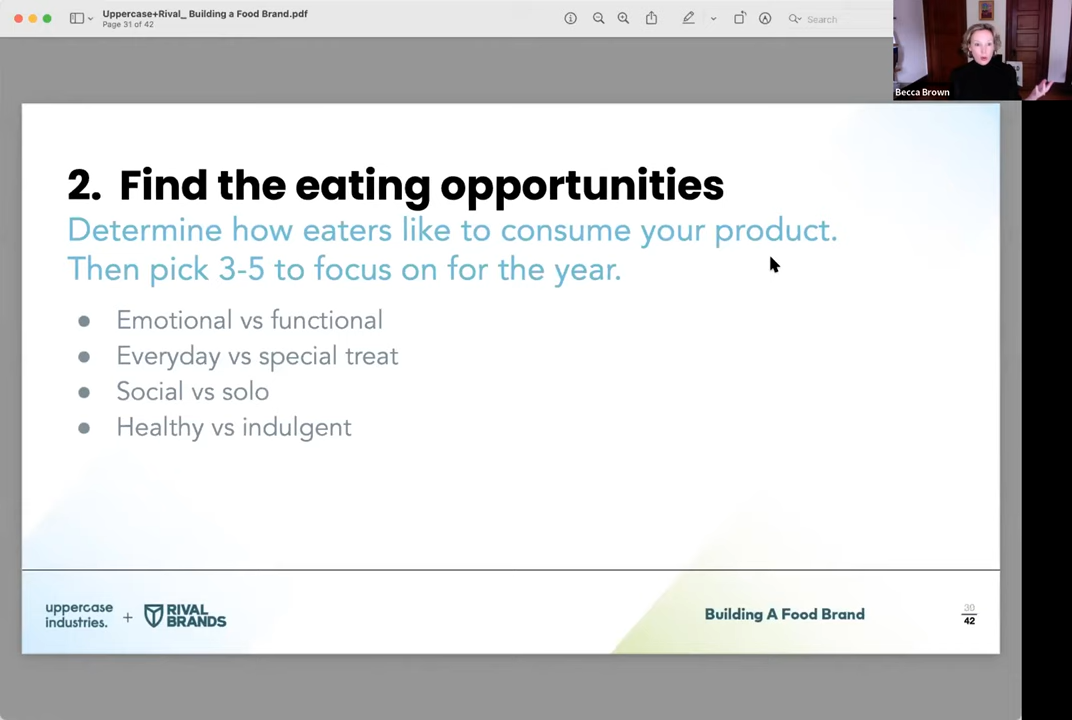 Uppercase+Rival_ Building a Food Brand.pdf
Page 31 of 42
Search
Becca Brown
2. Find the eating opportunities
Determine how eaters like to consume your product.
Then pick 3-5 to focus on for the year.
● Emotional vs functional
● Everyday vs special treat
● Social vs solo
● Healthy vs indulgent
uppercase
industries.
+
RIVAL
BRANDS
Building A Food Brand
30
42